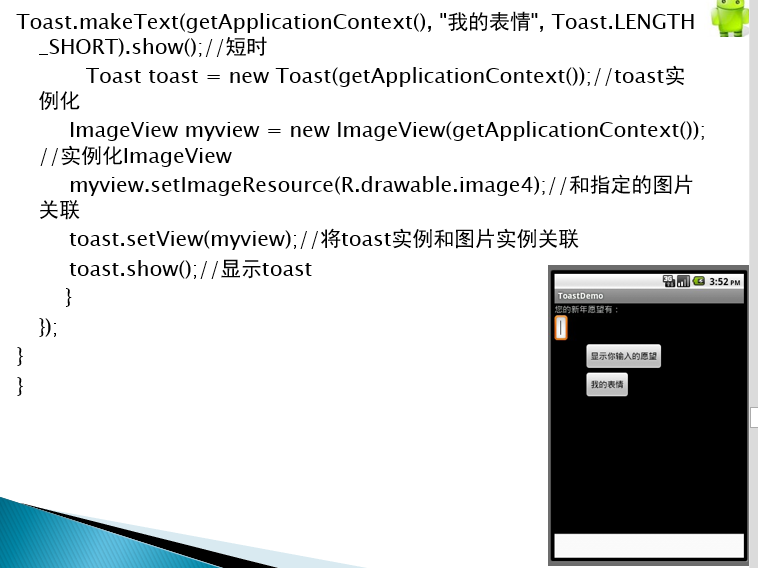 Toast.makeText(getApplicationContext(), "我的表情", Toast.LENGTH
_SHORT).show();//短时
Toast toast = new Toast(getApplicationContext());//toast实
例化
ImageView myview = new ImageView(getApplicationContext());
//实例化ImageView
myview.setImageResource(R.drawable.image4);//和指定的图片
关联
toast.setView(myview);//将toast实例和图片实例关联
toast.show();//显示toast
}
});
}
}
3G
3:52 PM
ToastDemo
您的新年愿望有：
显示你输入的愿望
我的表情